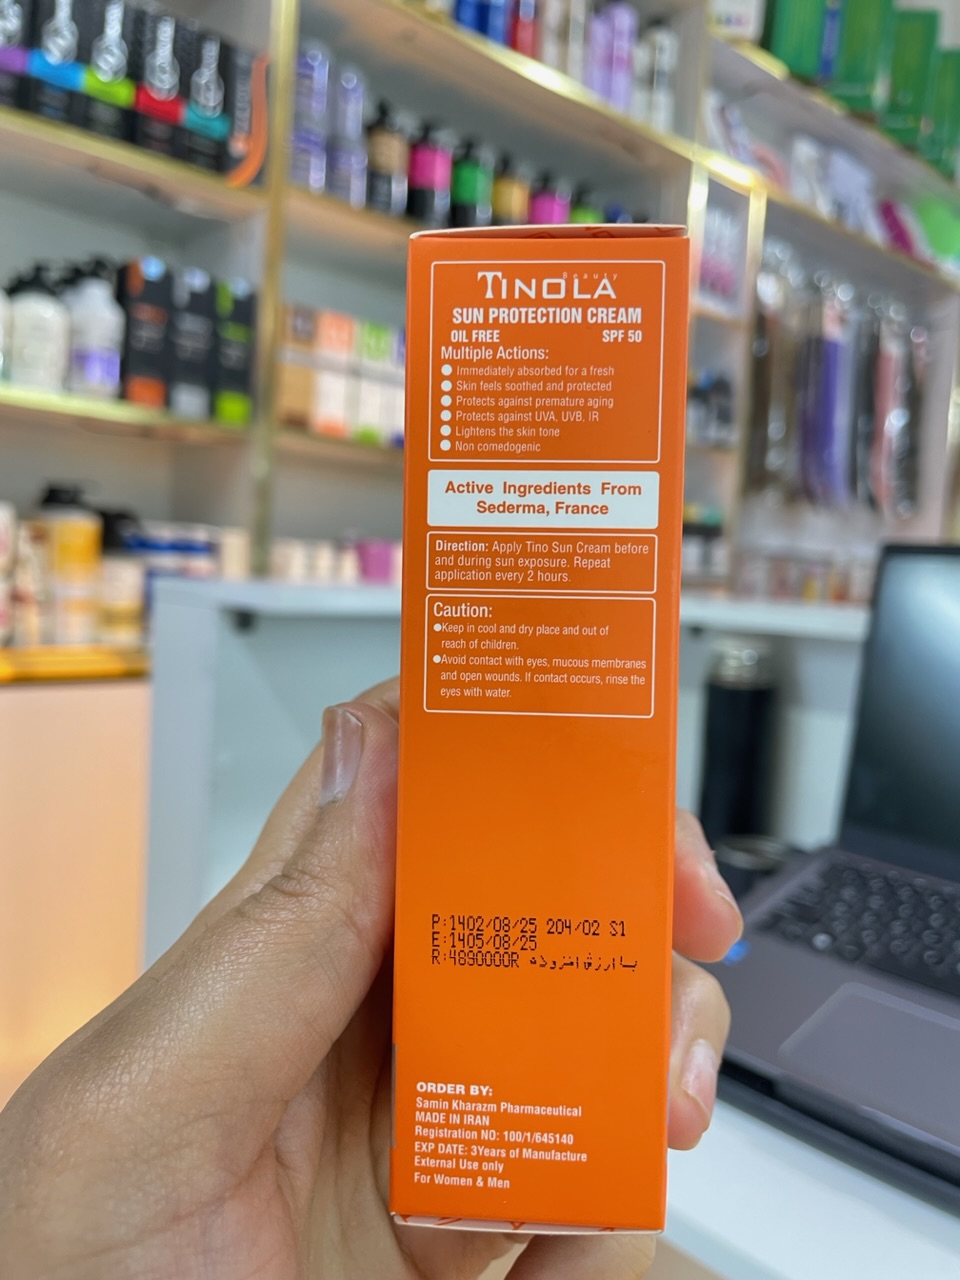 Beauty
TINOLA
SUN PROTECTION CREAM
OIL FREE SPF 50
Multiple Actions:
Immediately absorbed for a fresh
Skin feels soothed and protected
Protects against premature aging
Protects against UVA, UVB, IR
Lightens the skin tone
Non comedogenic
Active Ingredients From
Sederma, France
Direction: Apply Tino Sun Cream before
and during sun exposure. Repeat
application every 2 hours.
Caution:
Keep in cool and dry place and out of
reach of children.
Avoid contact with eyes, mucous membranes
and open wounds. If contact occurs, rinse the
eyes with water.
P:1402/08/25 204/02 S1
E:1405/08/25
R:4890000R با ارزش افزوده
ORDER BY:
Samin Kharazm Pharmaceutical
MADE IN IRAN
Registration NO: 100/1/645140
EXP DATE: 3Years of Manufacture
External Use only
For Women & Men